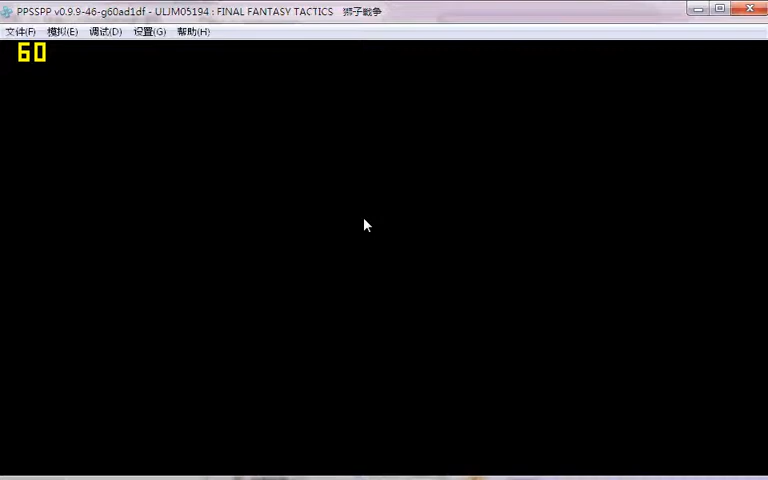 PPSSPP v0.9.9-46-g60ad1df - ULJM05194 : FINAL FANTASY TACTICS 獅子戦争
文件(F) 模拟(E) 调试(D) 设置(G) 帮助(H)
60